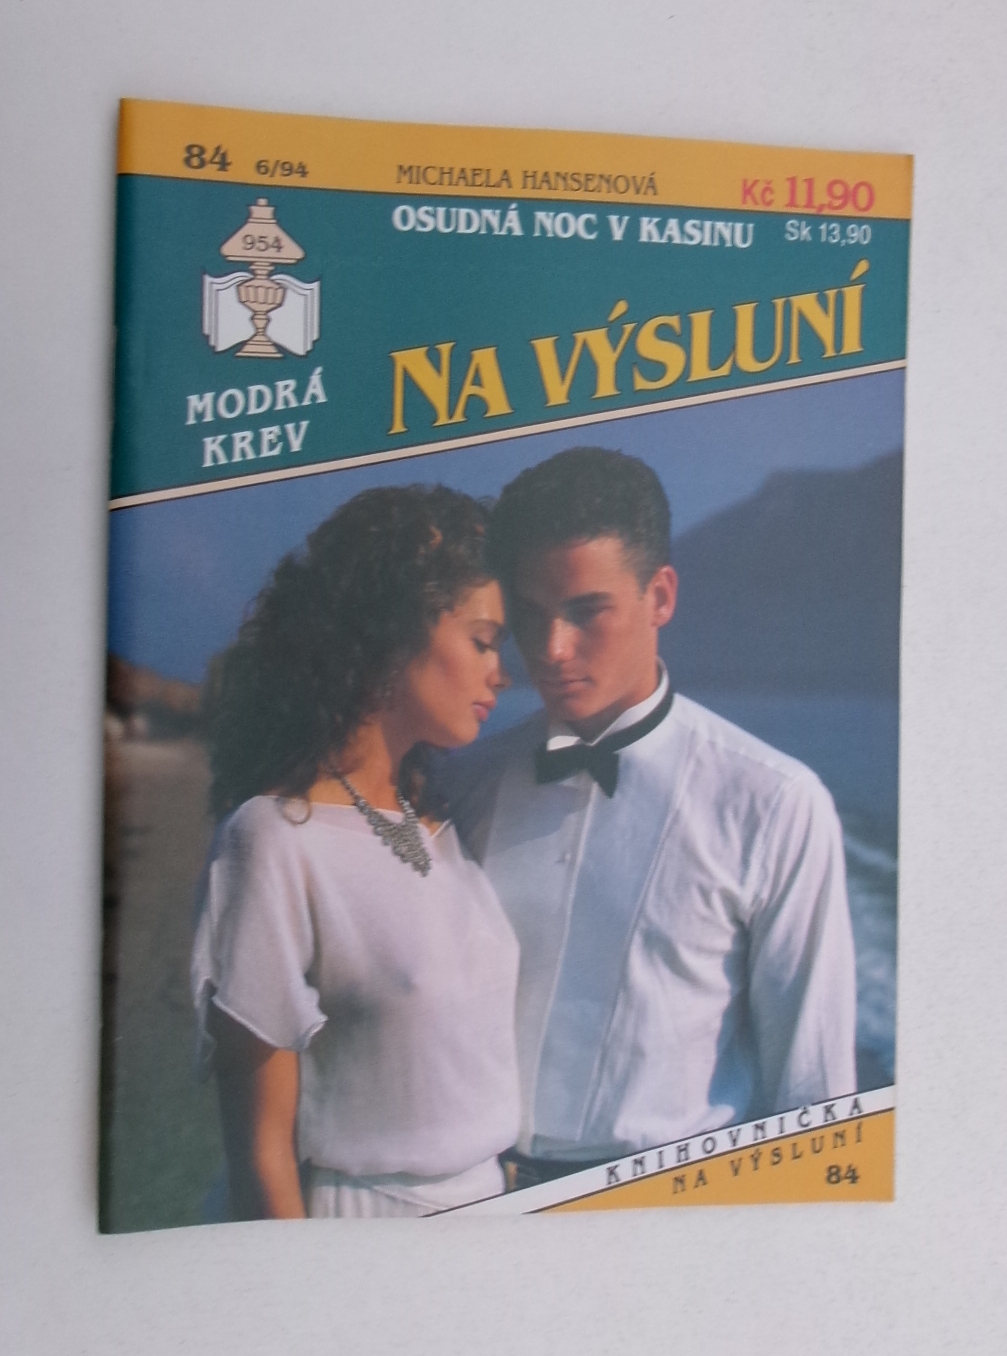 84 6/94
MICHAELA HANSENOVÁ
Kč 11,90
OSUDNÁ NOC V KASINU
Sk 13,90
954
NA VÝSLUNÍ
MODRÁ
KREV
KNIHOVNIČKA
NA VÝSLUNÍ
84